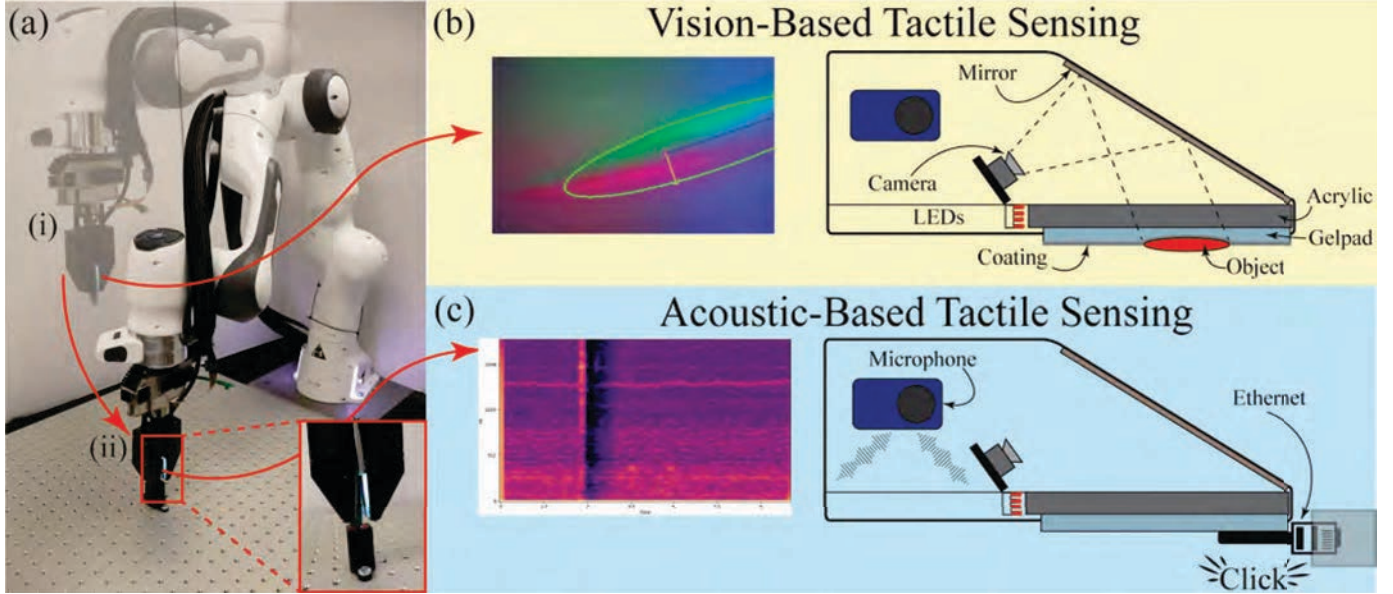 (a)
(i)
(ii)
(b)
Vision-Based Tactile Sensing
Mirror
Camera
LEDs
Acrylic
Gelpad
Coating
Object
(c)
Acoustic-Based Tactile Sensing
Microphone
Ethernet
Click